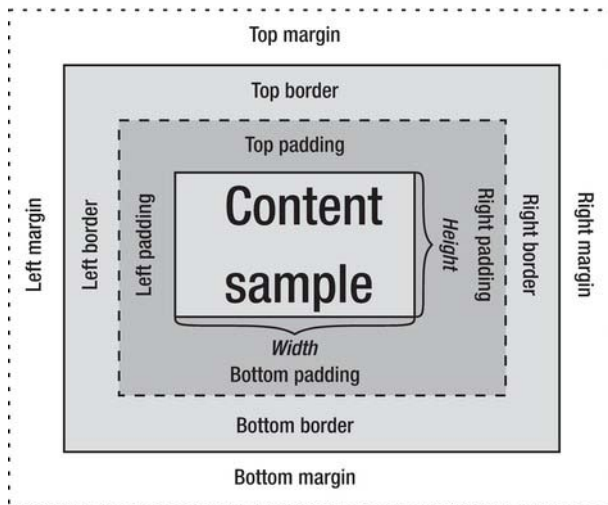 Top margin
Top border
Top padding
Left margin
Left border
Left padding
Content
sample
Height
Right padding
Right border
Right margin
Width
Bottom padding
Bottom border
Bottom margin